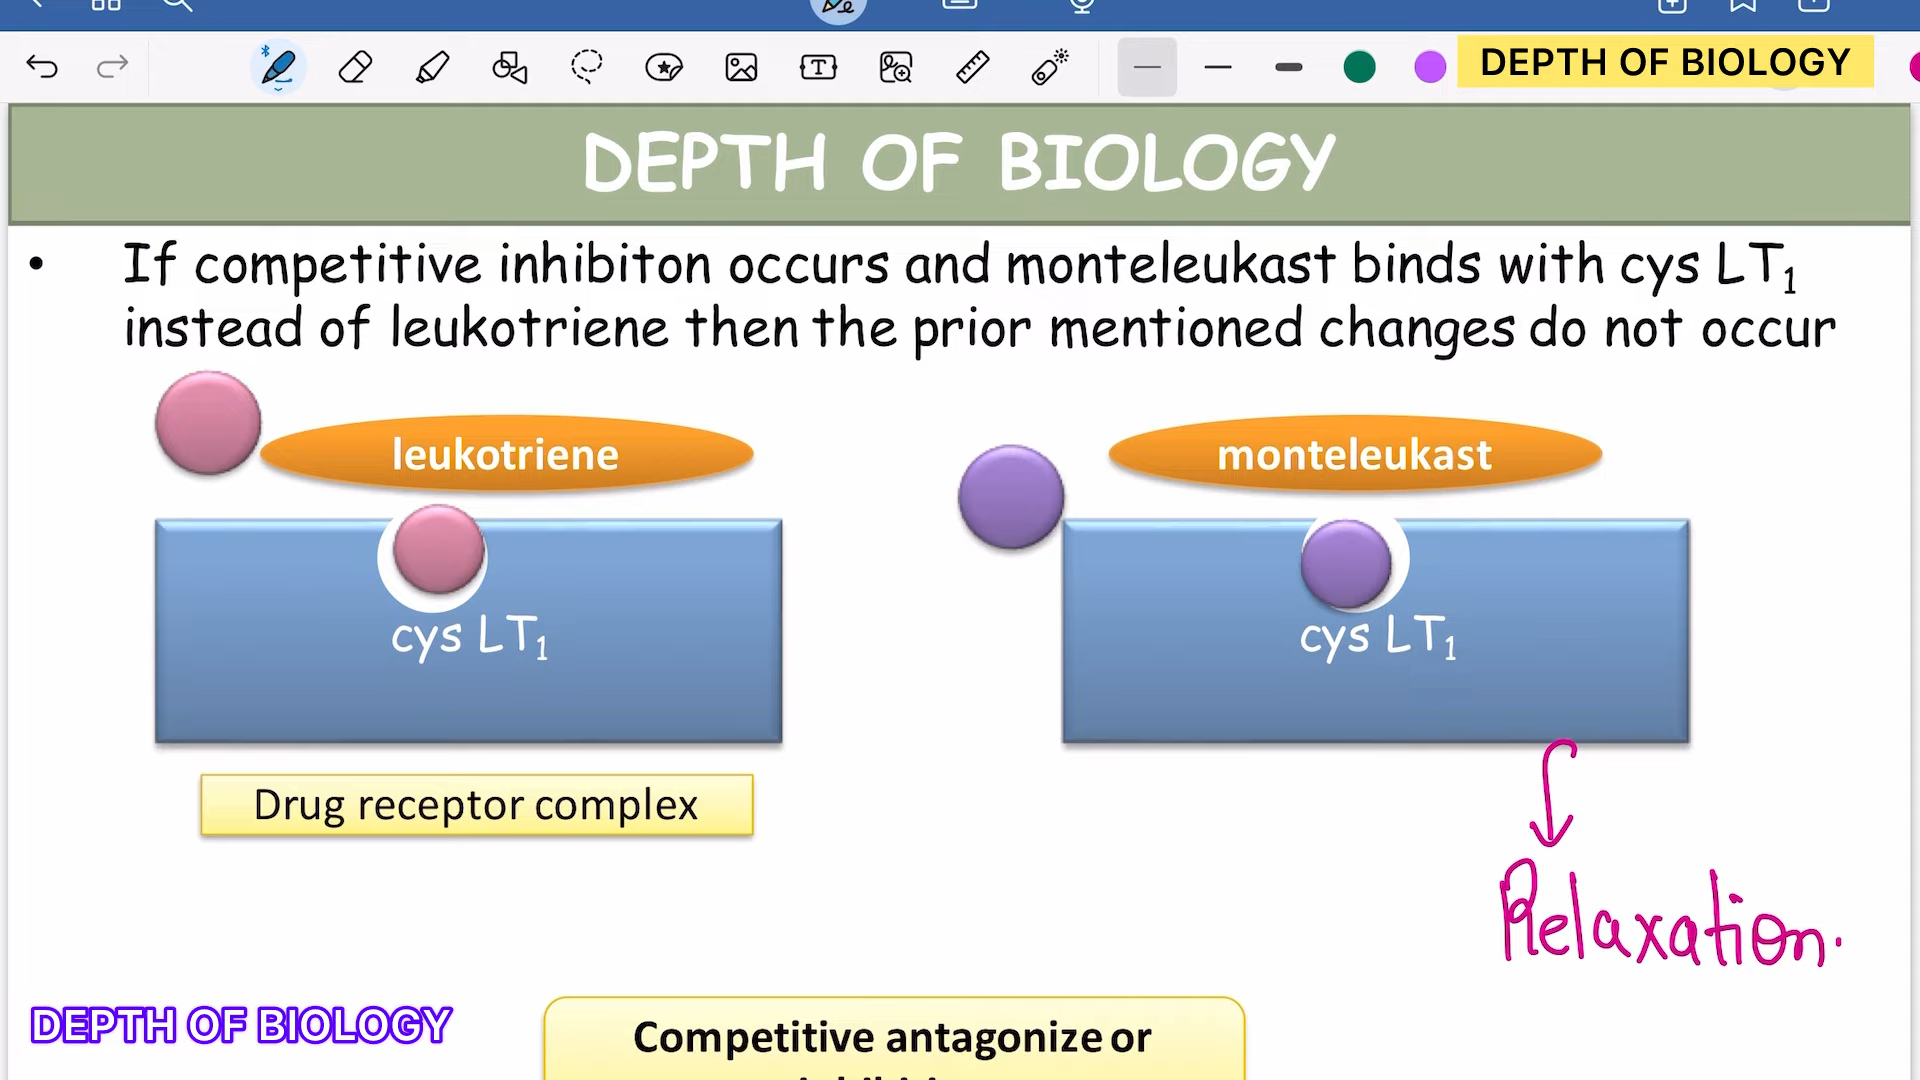 DEPTH OF BIOLOGY
DEPTH OF BIOLOGY
• If competitive inhibiton occurs and monteleukast binds with cys LT₁
instead of leukotriene then the prior mentioned changes do not occur
leukotriene
monteleukast
cys LT₁
cys LT₁
Drug receptor complex
Relaxation.
DEPTH OF BIOLOGY
Competitive antagonize or